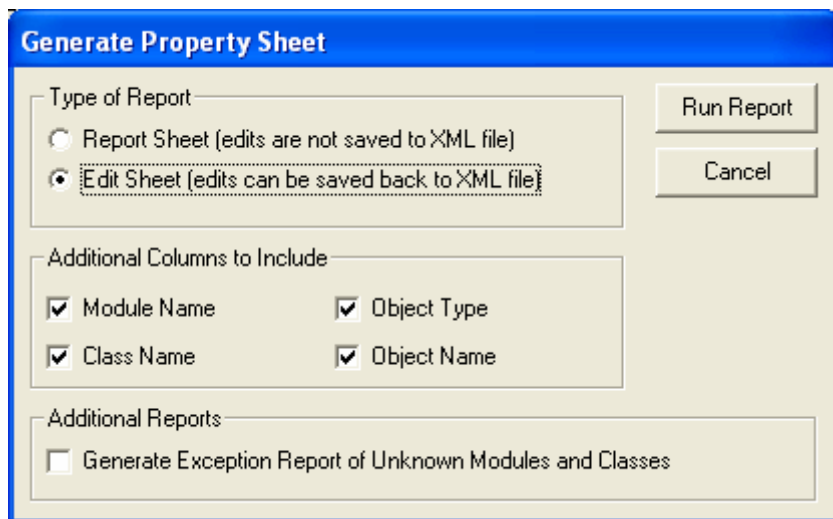 Generate Property Sheet
Type of Report
Report Sheet (edits are not saved to XML file)
Edit Sheet (edits can be saved back to XML file)
Run Report
Cancel
Additional Columns to Include
Module Name
Object Type
Class Name
Object Name
Additional Reports
Generate Exception Report of Unknown Modules and Classes